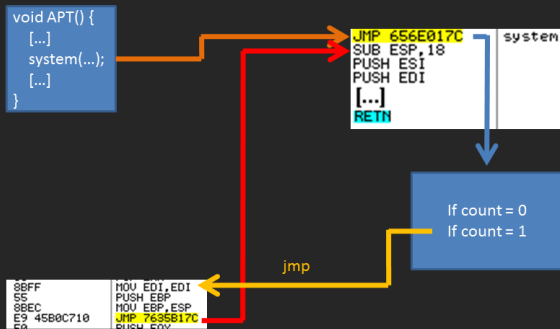 void APT() {
[...]
system(...);
[...]
}
JMP 656E017C system
SUB ESP,18
PUSH ESI
PUSH EDI
[...]
RETN
If count = 0
If count = 1
jmp
8BFF MOV EDI,EDI
55 PUSH EBP
8BEC MOV EBP,ESP
E9 45B0C710 JMP 7635B17C